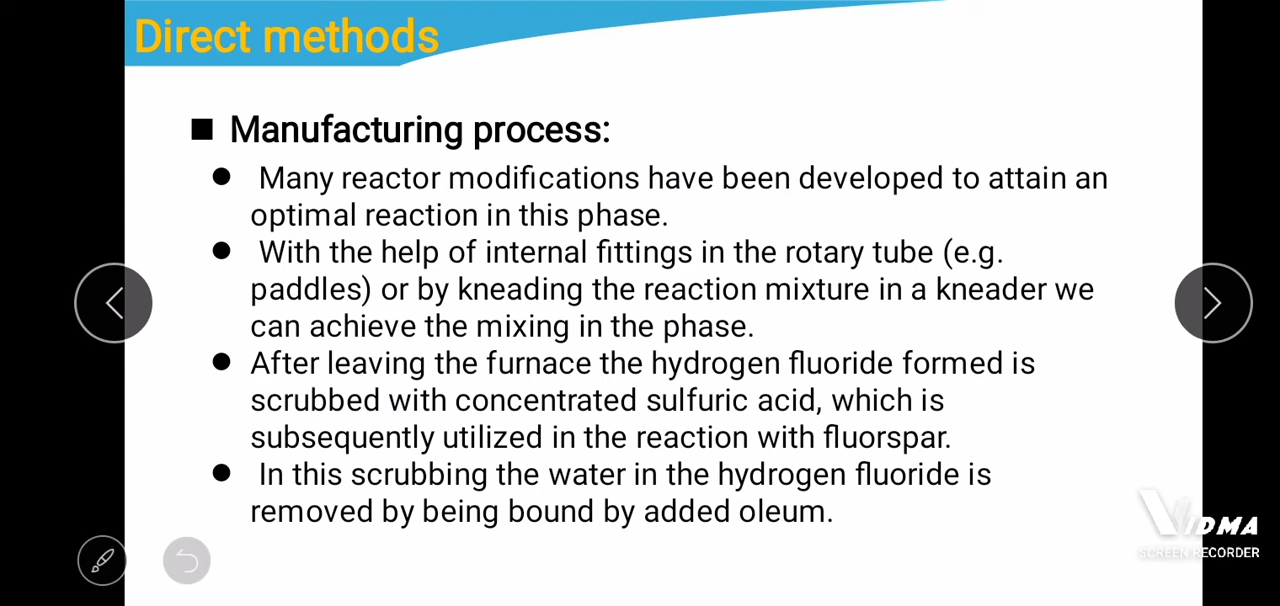 Direct methods
■ Manufacturing process:
● Many reactor modifications have been developed to attain an
optimal reaction in this phase.
● With the help of internal fittings in the rotary tube (e.g.
paddles) or by kneading the reaction mixture in a kneader we
can achieve the mixing in the phase.
● After leaving the furnace the hydrogen fluoride formed is
scrubbed with concentrated sulfuric acid, which is
subsequently utilized in the reaction with fluorspar.
● In this scrubbing the water in the hydrogen fluoride is
removed by being bound by added oleum.
VIDMA
SCREEN RECORDER